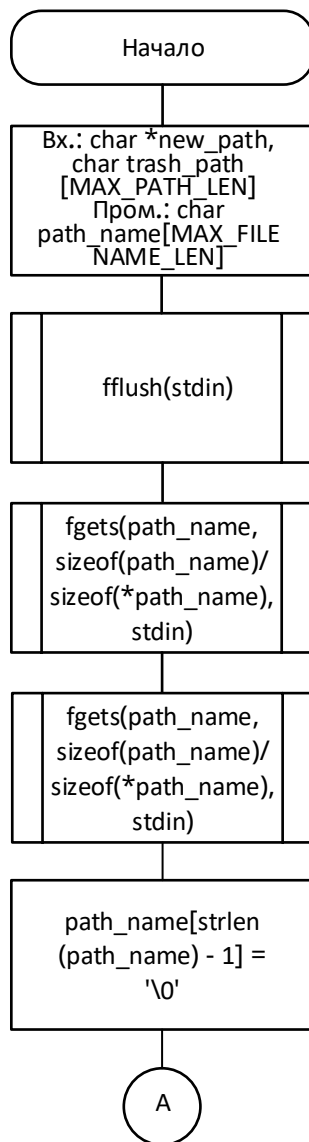 Начало
Вх.: char *new_path,
char trash_path
[MAX_PATH_LEN]
Пром.: char
path_name[MAX_FILE
NAME_LEN]
fflush(stdin)
fgets(path_name,
sizeof(path_name)/
sizeof(*path_name),
stdin)
fgets(path_name,
sizeof(path_name)/
sizeof(*path_name),
stdin)
path_name[strlen
(path_name) - 1] =
'\0'
А